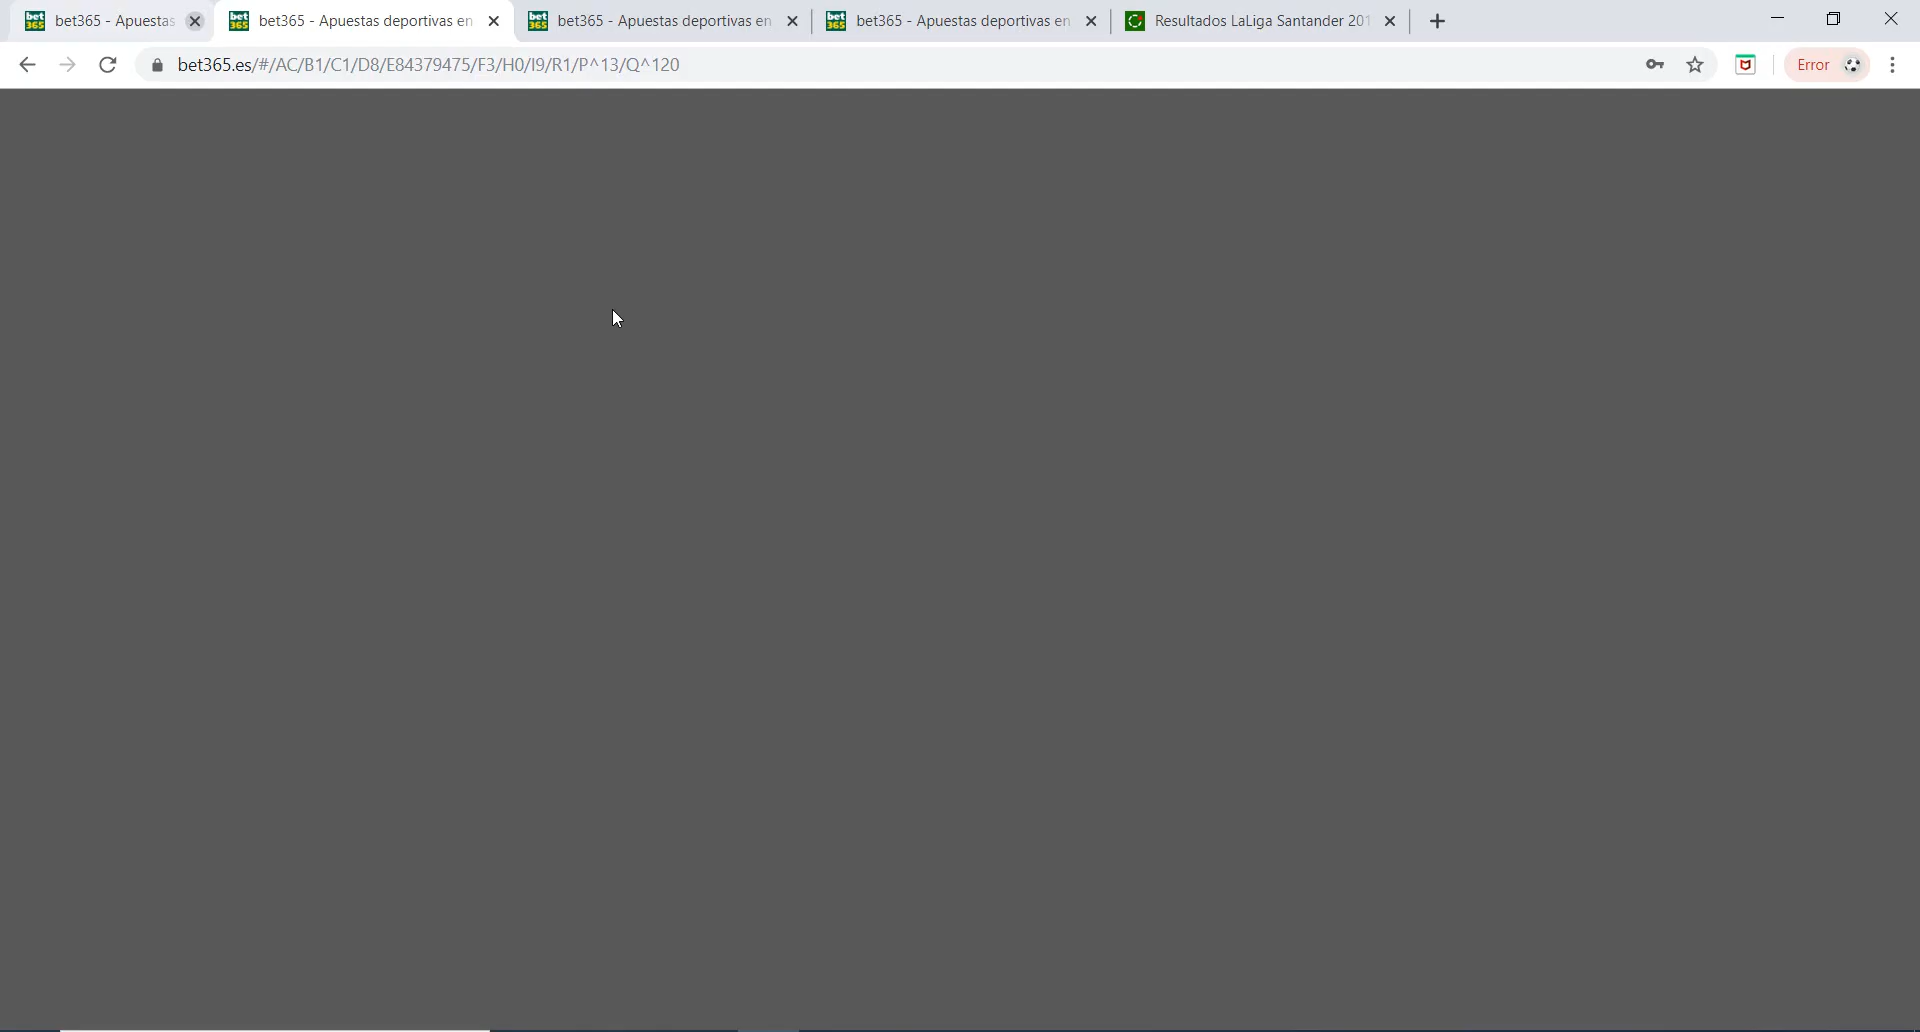 bet365 - Apuestas
bet365 - Apuestas deportivas en
bet365 - Apuestas deportivas en
bet365 - Apuestas deportivas en
Resultados LaLiga Santander 201
bet365.es/#/AC/B1/C1/D8/E84379475/F3/H0/I9/R1/P^13/Q^120
Error